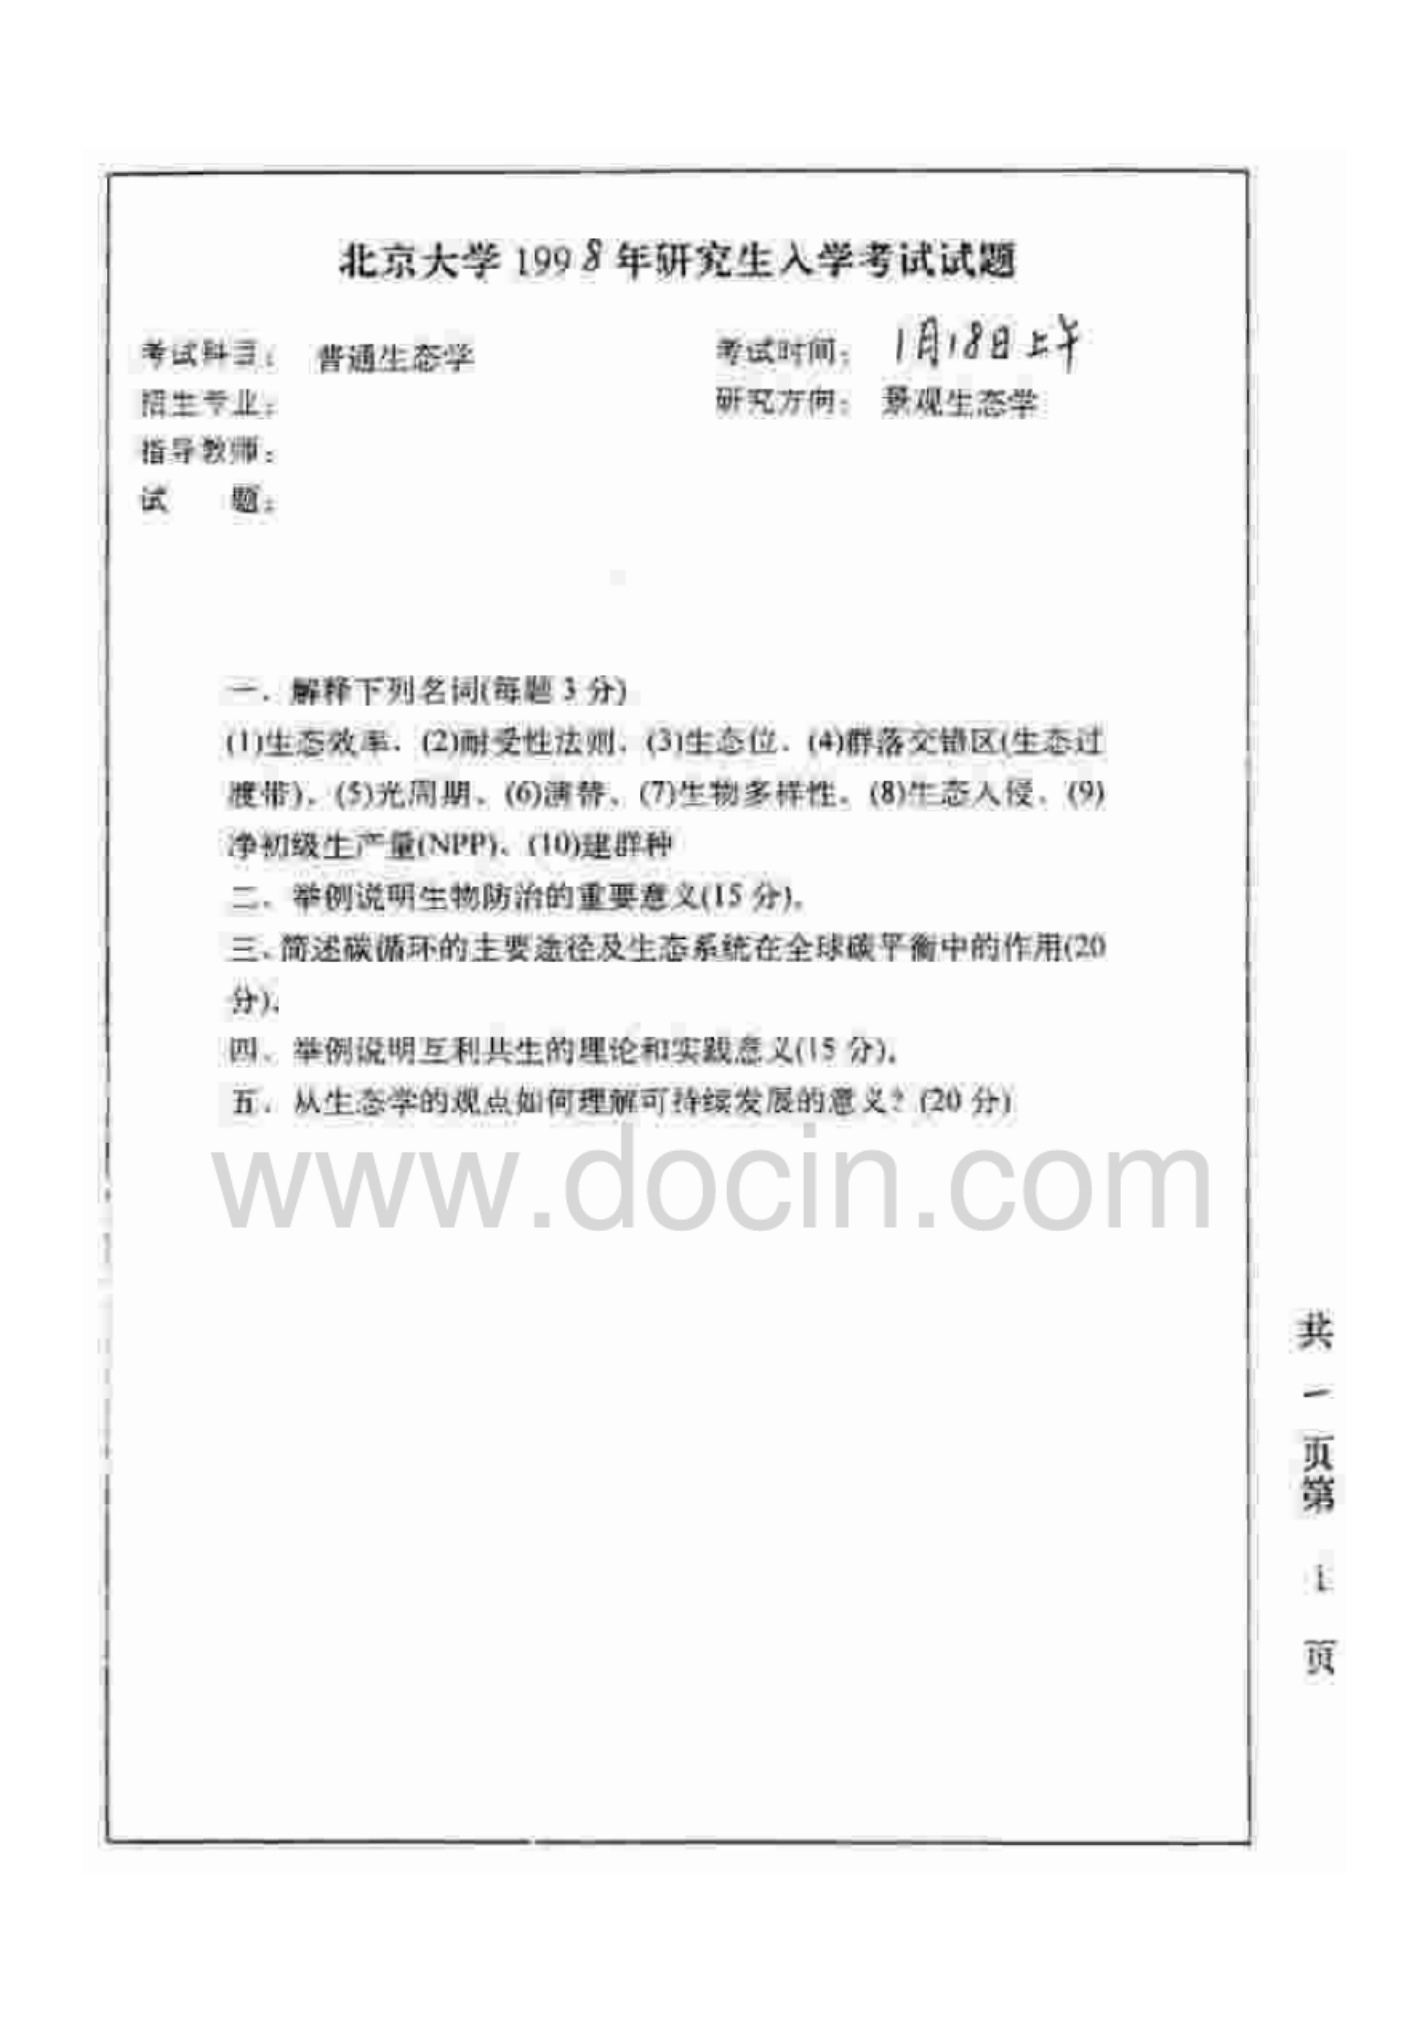 北京大学 1998 年研究生入学考试试题
考试科目： 普通生态学 考试时间： 1月18日上午
招生专业： 研究方向： 景观生态学
指导教师：
试 题：
一、解释下列名词(每题 3 分)
(1)生态效率、(2)耐受性法则、(3)生态位、(4)群落交错区(生态过
渡带)、(5)光周期、(6)演替、(7)生物多样性、(8)生态入侵、(9)
净初级生产量(NPP)、(10)建群种
二、举例说明生物防治的重要意义(15 分)。
三、简述碳循环的主要途径及生态系统在全球碳平衡中的作用(20
分)。
四、举例说明互利共生的理论和实践意义(15 分)。
五、从生态学的观点如何理解可持续发展的意义？(20 分)
www.docin.com
共 一 页 第 1 页